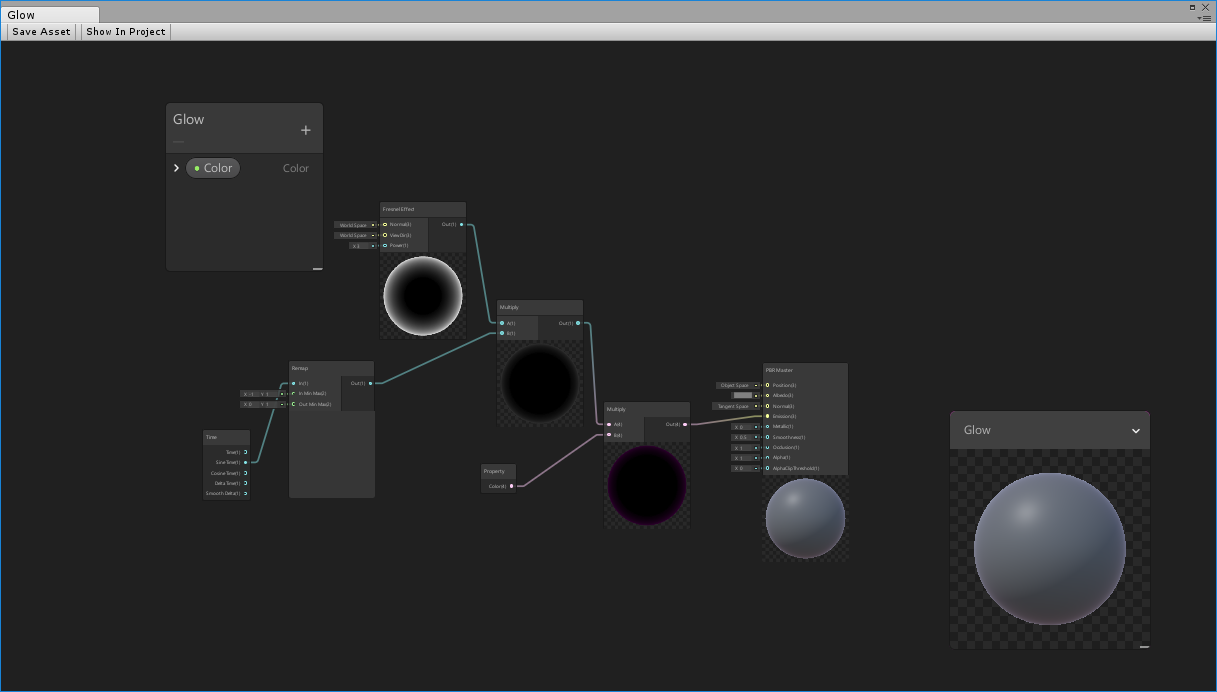 Glow
Save Asset
Show In Project
Glow
Color
Color
Fresnel Effect
World Space
Normal(3)
Out(1)
World Space
View Dir(3)
X 3
Power(1)
Multiply
A(1)
Out(1)
B(1)
Remap
In(1)
Out(1)
X -1 Y 1
In Min Max(2)
X 0 Y 1
Out Min Max(2)
Time
Time(1)
Sine Time(1)
Cosine Time(1)
Delta Time(1)
Smooth Delta(1)
Multiply
A(4)
Out(4)
B(4)
Property
Color(4)
PBR Master
Object Space
Position(3)
Albedo(3)
Tangent Space
Normal(3)
Emission(3)
X 0
Metallic(1)
X 0.5
Smoothness(1)
X 1
Occlusion(1)
X 1
Alpha(1)
X 0
AlphaClipThreshold(1)
Glow